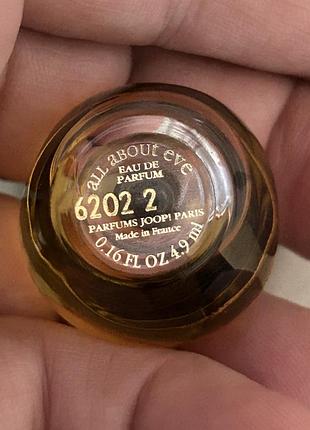 all about eve
EAU DE
PARFUM
6202 2
PARFUMS JOOP! PARIS
Made in France
0.16 FL OZ 4.9 ml